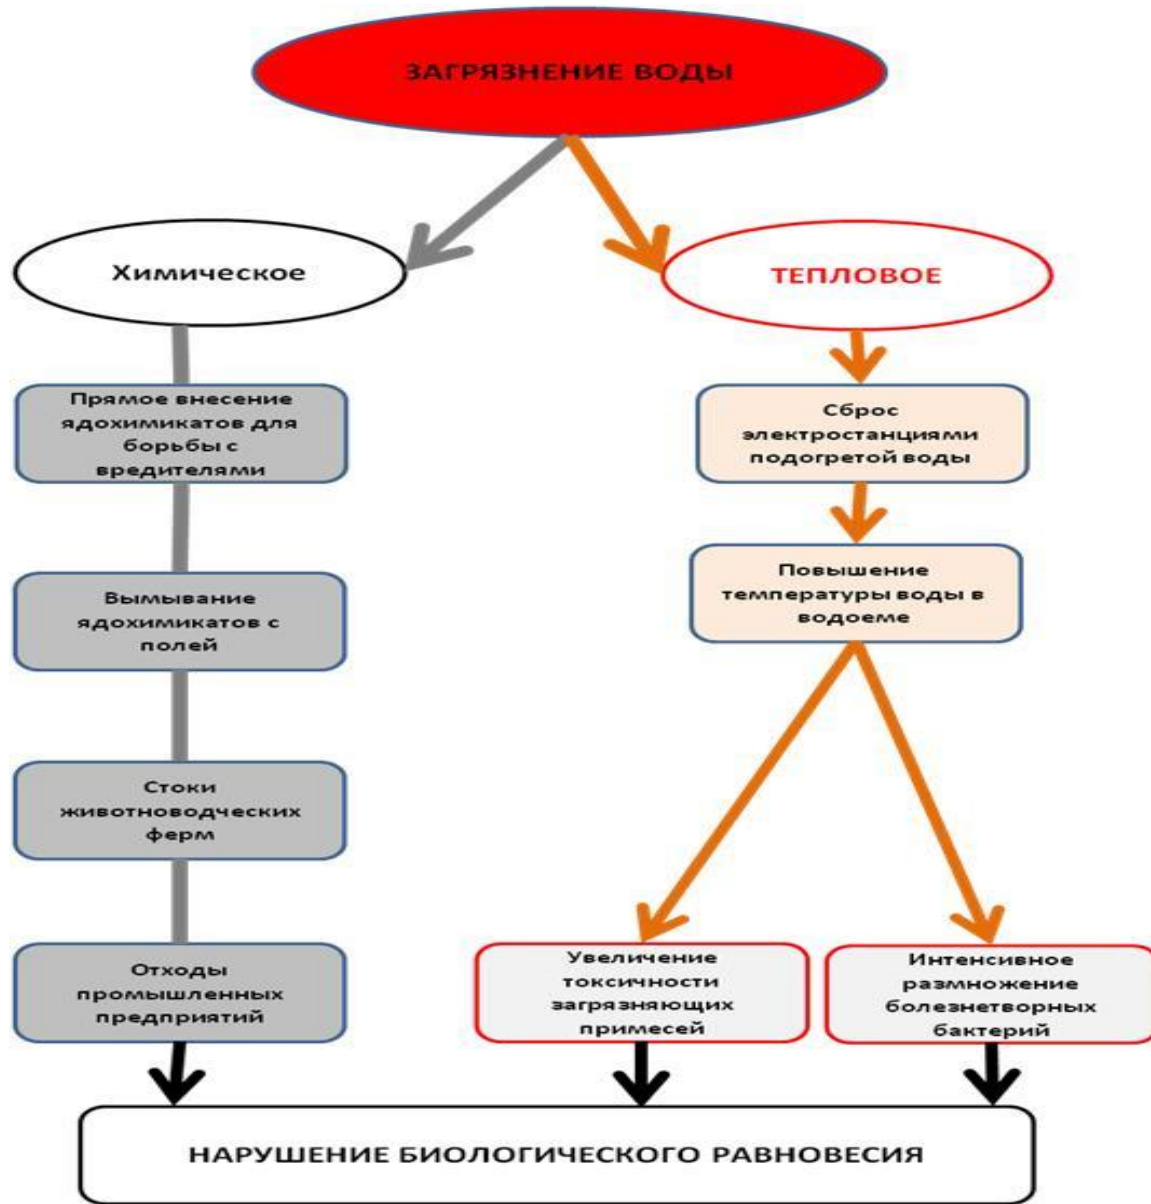 ЗАГРЯЗНЕНИЕ ВОДЫ
Химическое
ТЕПЛОВОЕ
Прямое внесение
ядохимикатов для
борьбы с
вредителями
Сброс
электростанциями
подогретой воды
Вымывание
ядохимикатов с
полей
Повышение
температуры воды в
водоеме
Стоки
животноводческих
ферм
Отходы
промышленных
предприятий
Увеличение
токсичности
загрязняющих
примесей
Интенсивное
размножение
болезнетворных
бактерий
НАРУШЕНИЕ БИОЛОГИЧЕСКОГО РАВНОВЕСИЯ